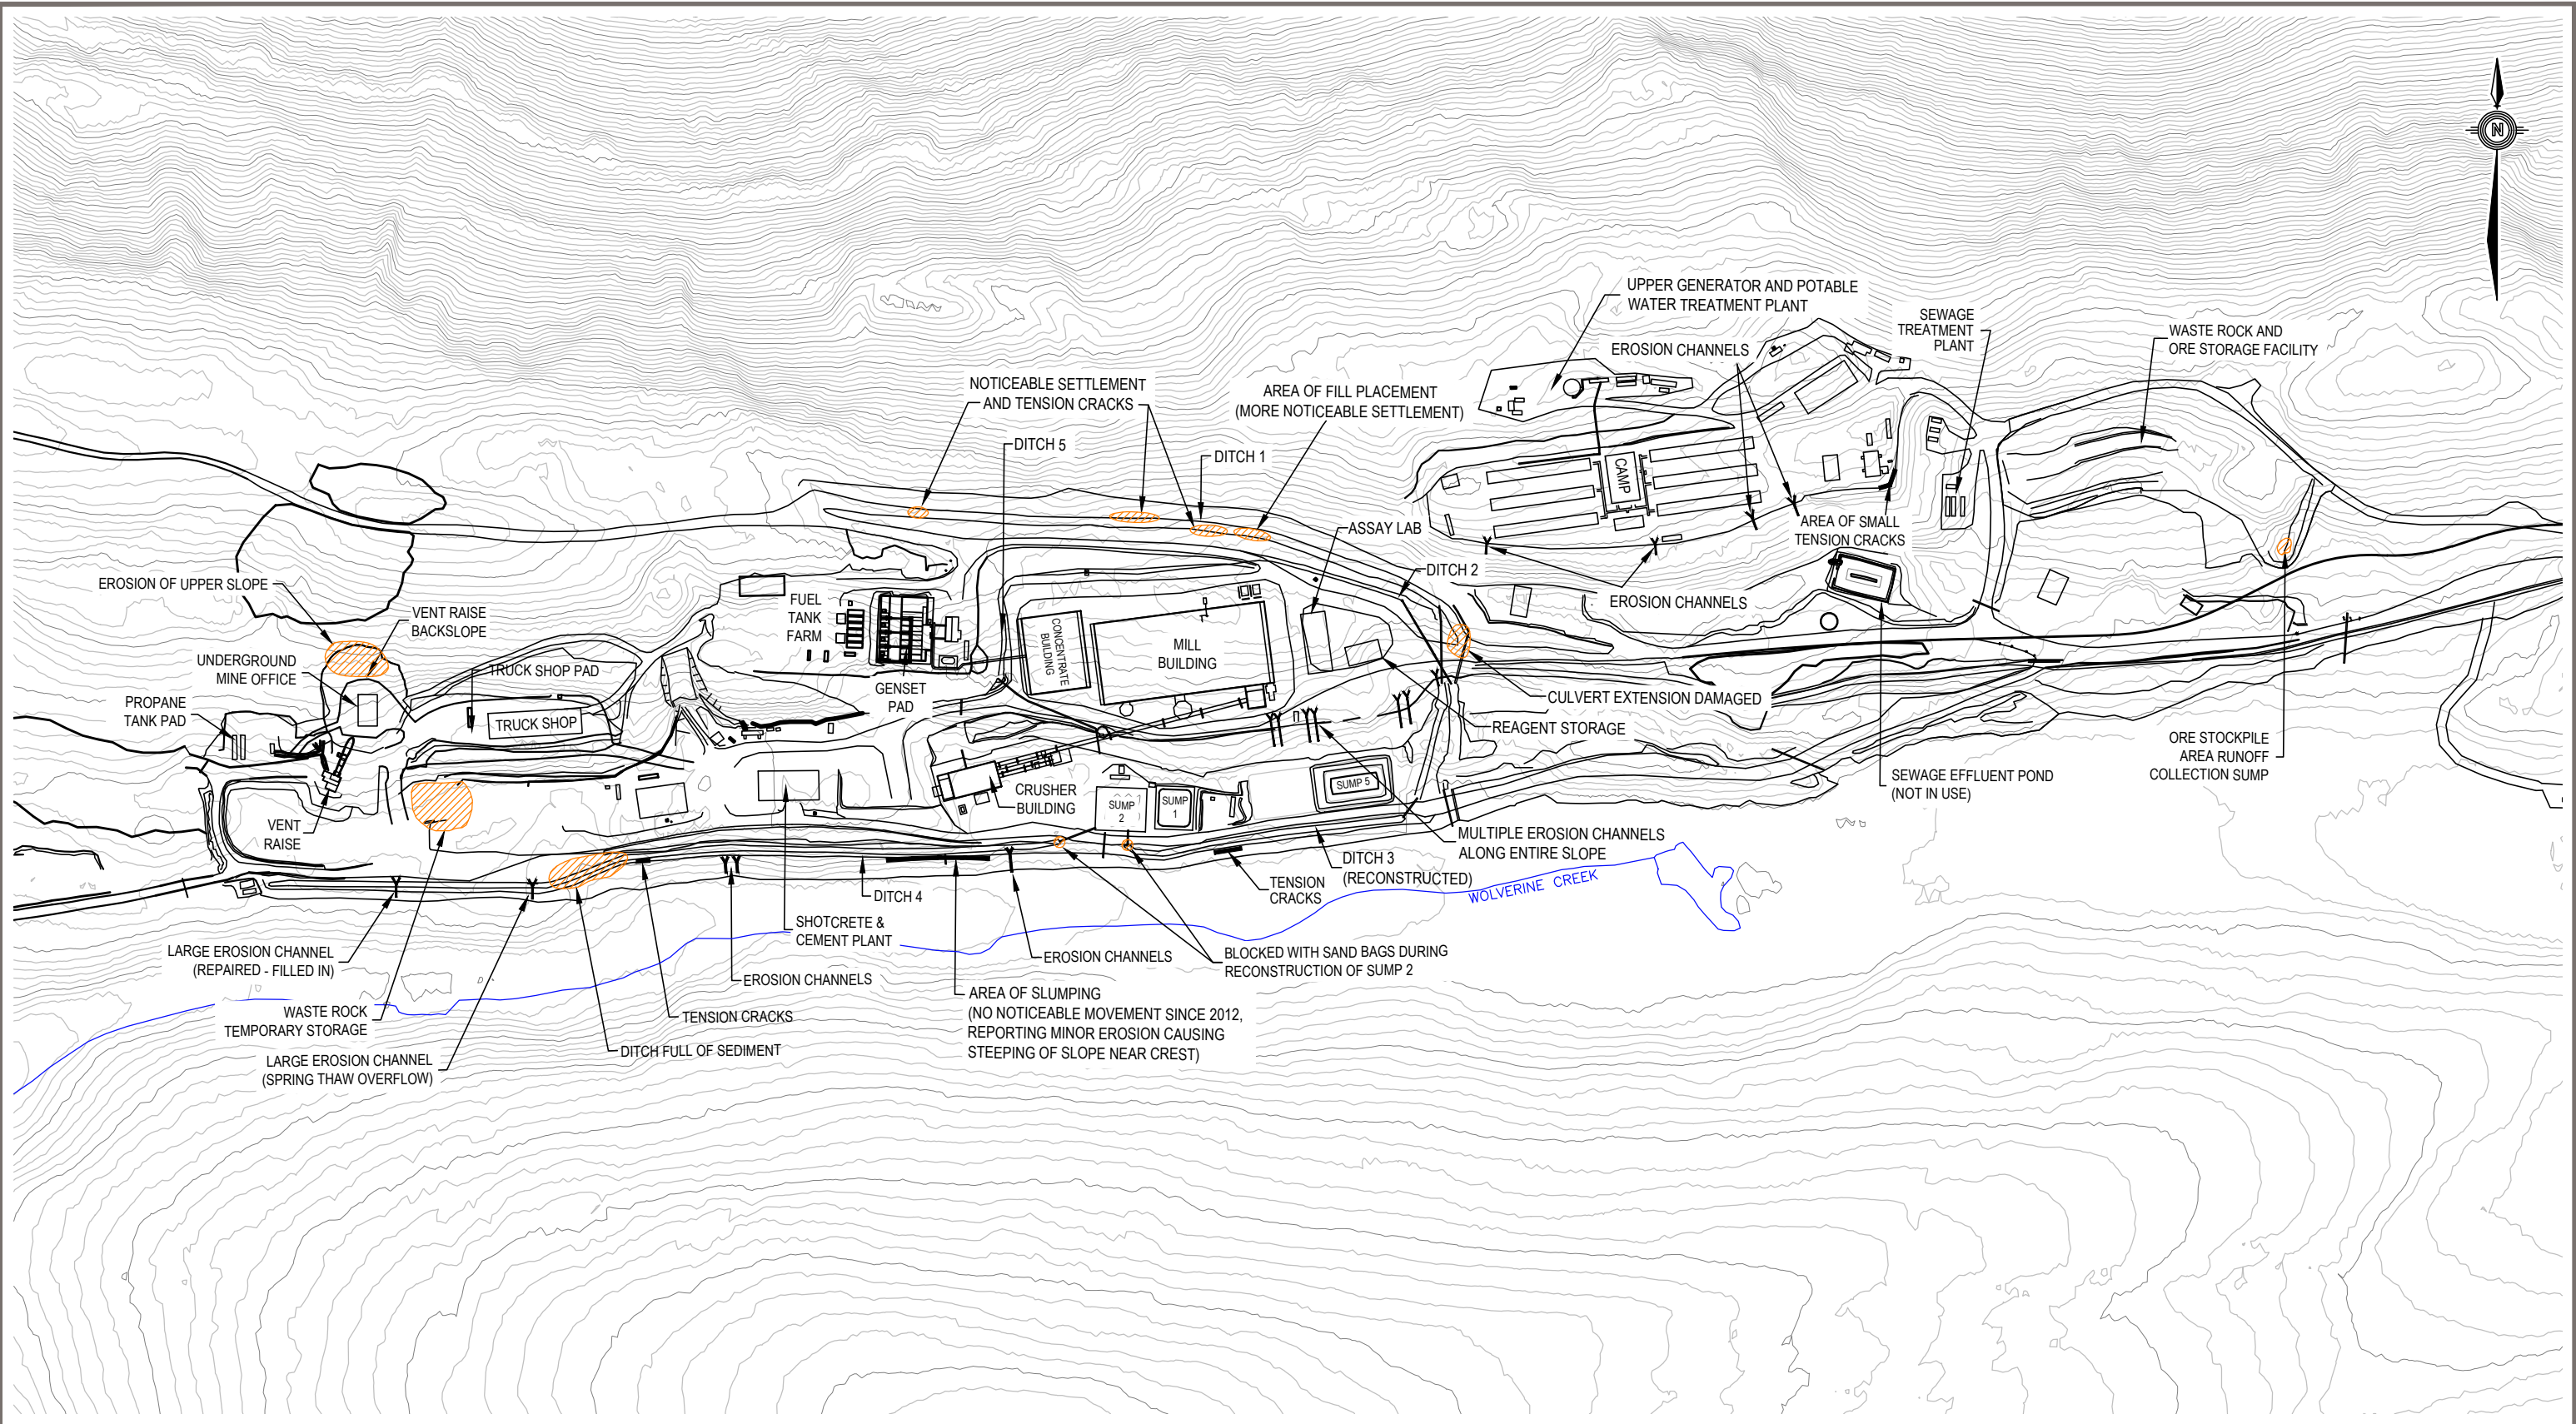 N
UPPER GENERATOR AND POTABLE
WATER TREATMENT PLANT
SEWAGE
TREATMENT
PLANT
WASTE ROCK AND
ORE STORAGE FACILITY
EROSION CHANNELS
NOTICEABLE SETTLEMENT
AND TENSION CRACKS
AREA OF FILL PLACEMENT
(MORE NOTICEABLE SETTLEMENT)
DITCH 5
DITCH 1
CAMP
ASSAY LAB
AREA OF SMALL
TENSION CRACKS
DITCH 2
EROSION OF UPPER SLOPE
VENT RAISE
BACKSLOPE
FUEL
TANK
FARM
EROSION CHANNELS
CONCENTRATE
BUILDING
MILL
BUILDING
UNDERGROUND
MINE OFFICE
TRUCK SHOP PAD
GENSET
PAD
CULVERT EXTENSION DAMAGED
PROPANE
TANK PAD
TRUCK SHOP
REAGENT STORAGE
ORE STOCKPILE
AREA RUNOFF
COLLECTION SUMP
SEWAGE EFFLUENT POND
(NOT IN USE)
CRUSHER
BUILDING
SUMP
2
SUMP
1
SUMP 5
VENT
RAISE
MULTIPLE EROSION CHANNELS
ALONG ENTIRE SLOPE
DITCH 3
(RECONSTRUCTED)
TENSION
CRACKS
WOLVERINE CREEK
DITCH 4
SHOTCRETE &
CEMENT PLANT
LARGE EROSION CHANNEL
(REPAIRED - FILLED IN)
EROSION CHANNELS
EROSION CHANNELS
BLOCKED WITH SAND BAGS DURING
RECONSTRUCTION OF SUMP 2
AREA OF SLUMPING
(NO NOTICEABLE MOVEMENT SINCE 2012,
REPORTING MINOR EROSION CAUSING
STEEPING OF SLOPE NEAR CREST)
WASTE ROCK
TEMPORARY STORAGE
TENSION CRACKS
DITCH FULL OF SEDIMENT
LARGE EROSION CHANNEL
(SPRING THAW OVERFLOW)